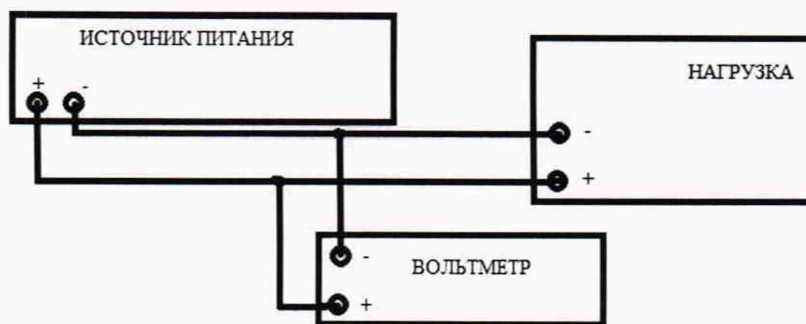 ИСТОЧНИК ПИТАНИЯ
+ -
НАГРУЗКА
-
+
ВОЛЬТМЕТР
-
+